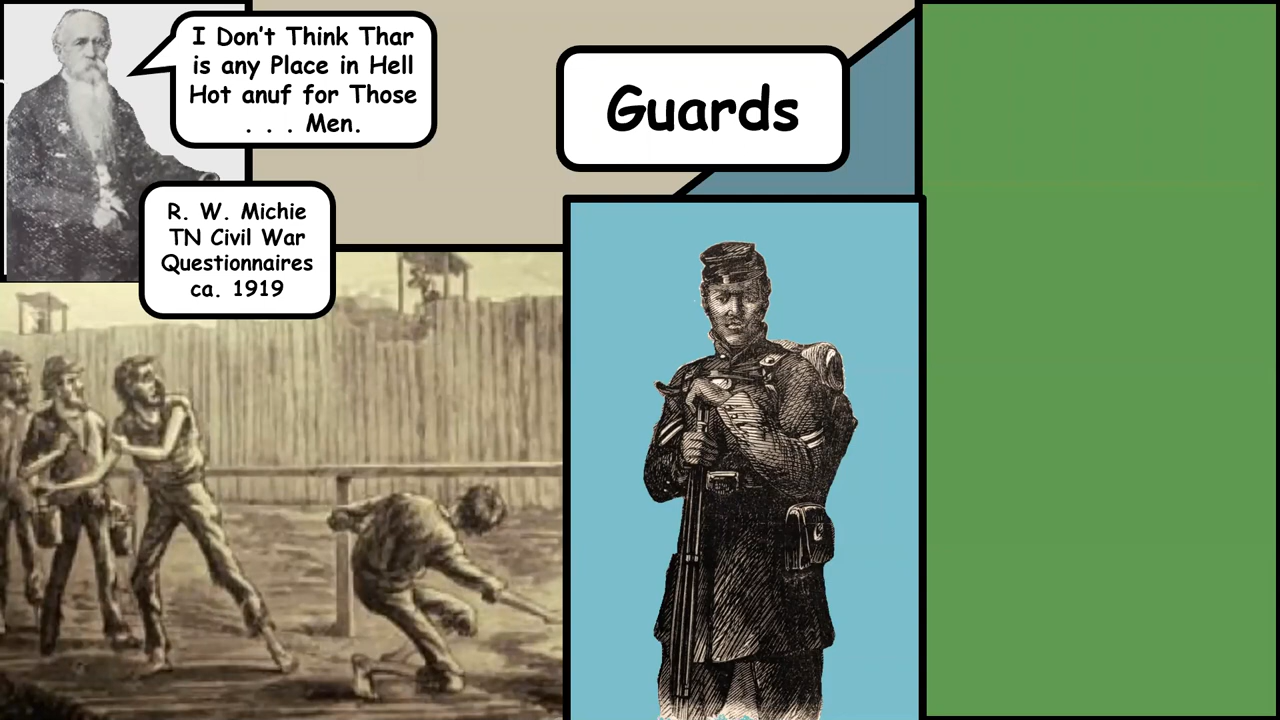 I Don't Think Thar
is any Place in Hell
Hot anuf for Those
. . . Men.
Guards
R. W. Michie
TN Civil War
Questionnaires
ca. 1919